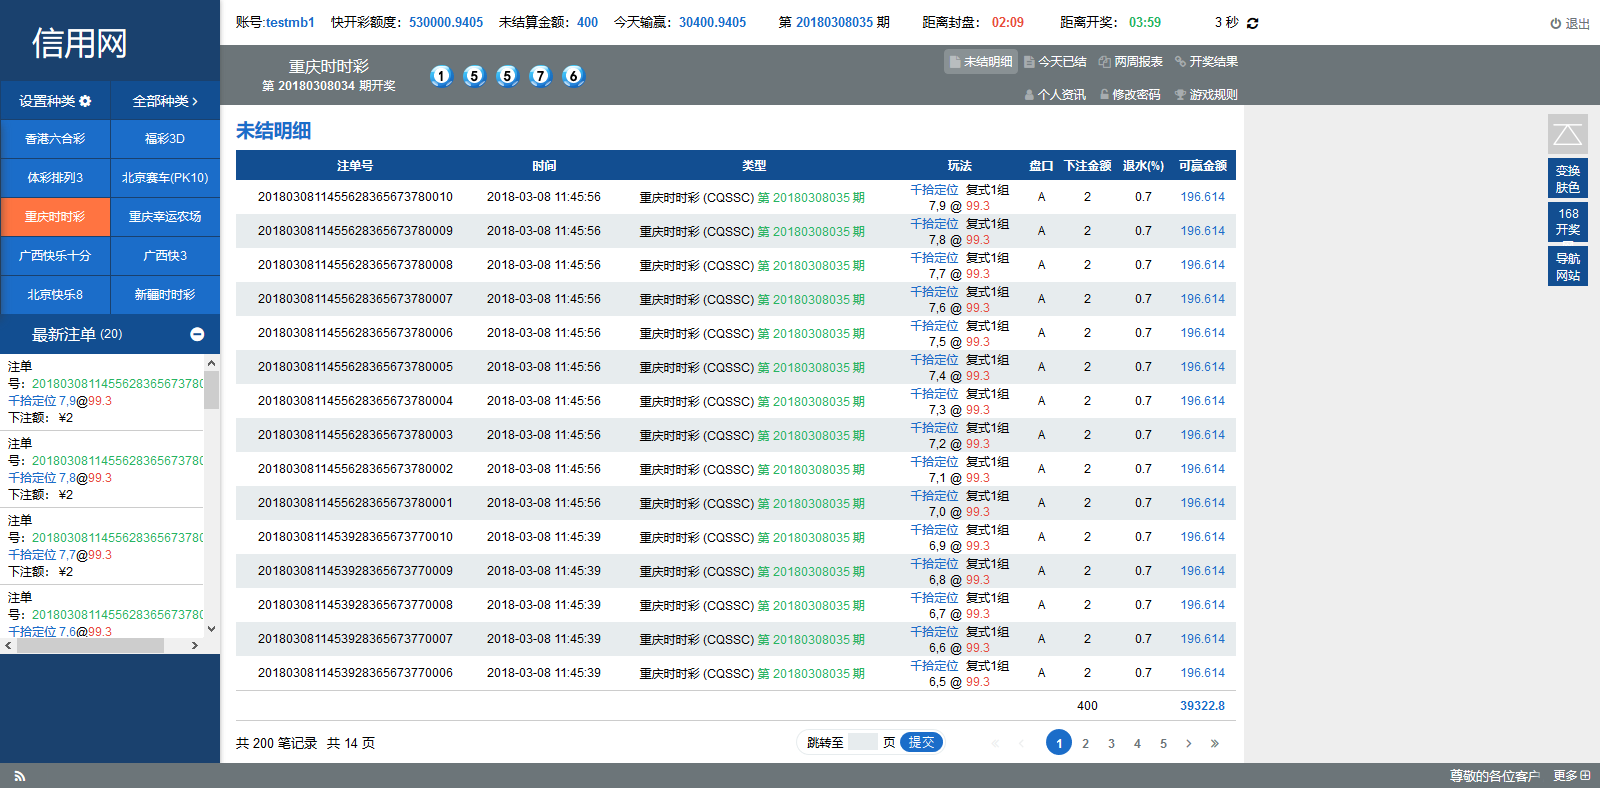 信用网
账号:testmb1 快开彩额度：530000.9405 未结算金额：400 今天输赢：30400.9405 第 20180308035 期 距离封盘：02:09 距离开奖：03:59 3 秒 退出
重庆时时彩
第 20180308034 期开奖
1 5 5 7 6
未结明细 今天已结 两周报表 开奖结果
个人资讯 修改密码 游戏规则
设置种类 全部种类
香港六合彩 福彩3D
体彩排列3 北京赛车(PK10)
重庆时时彩 重庆幸运农场
广西快乐十分 广西快3
北京快乐8 新疆时时彩
最新注单 (20)
注单
号：2018030811455628365673780
千拾定位 7,9@99.3
下注额： ¥2
注单
号：2018030811455628365673780
千拾定位 7,8@99.3
下注额： ¥2
注单
号：2018030811455628365673780
千拾定位 7,7@99.3
下注额： ¥2
注单
号：2018030811455628365673780
千拾定位 7,6@99.3
未结明细
注单号 时间 类型 玩法 盘口 下注金额 退水(%) 可赢金额
2018030811455628365673780010 2018-03-08 11:45:56 重庆时时彩 (CQSSC) 第 20180308035 期 千拾定位 复式1组 A 2 0.7 196.614
7,9 @ 99.3
2018030811455628365673780009 2018-03-08 11:45:56 重庆时时彩 (CQSSC) 第 20180308035 期 千拾定位 复式1组 A 2 0.7 196.614
7,8 @ 99.3
2018030811455628365673780008 2018-03-08 11:45:56 重庆时时彩 (CQSSC) 第 20180308035 期 千拾定位 复式1组 A 2 0.7 196.614
7,7 @ 99.3
2018030811455628365673780007 2018-03-08 11:45:56 重庆时时彩 (CQSSC) 第 20180308035 期 千拾定位 复式1组 A 2 0.7 196.614
7,6 @ 99.3
2018030811455628365673780006 2018-03-08 11:45:56 重庆时时彩 (CQSSC) 第 20180308035 期 千拾定位 复式1组 A 2 0.7 196.614
7,5 @ 99.3
2018030811455628365673780005 2018-03-08 11:45:56 重庆时时彩 (CQSSC) 第 20180308035 期 千拾定位 复式1组 A 2 0.7 196.614
7,4 @ 99.3
2018030811455628365673780004 2018-03-08 11:45:56 重庆时时彩 (CQSSC) 第 20180308035 期 千拾定位 复式1组 A 2 0.7 196.614
7,3 @ 99.3
2018030811455628365673780003 2018-03-08 11:45:56 重庆时时彩 (CQSSC) 第 20180308035 期 千拾定位 复式1组 A 2 0.7 196.614
7,2 @ 99.3
2018030811455628365673780002 2018-03-08 11:45:56 重庆时时彩 (CQSSC) 第 20180308035 期 千拾定位 复式1组 A 2 0.7 196.614
7,1 @ 99.3
2018030811455628365673780001 2018-03-08 11:45:56 重庆时时彩 (CQSSC) 第 20180308035 期 千拾定位 复式1组 A 2 0.7 196.614
7,0 @ 99.3
2018030811453928365673770010 2018-03-08 11:45:39 重庆时时彩 (CQSSC) 第 20180308035 期 千拾定位 复式1组 A 2 0.7 196.614
6,9 @ 99.3
2018030811453928365673770009 2018-03-08 11:45:39 重庆时时彩 (CQSSC) 第 20180308035 期 千拾定位 复式1组 A 2 0.7 196.614
6,8 @ 99.3
2018030811453928365673770008 2018-03-08 11:45:39 重庆时时彩 (CQSSC) 第 20180308035 期 千拾定位 复式1组 A 2 0.7 196.614
6,7 @ 99.3
2018030811453928365673770007 2018-03-08 11:45:39 重庆时时彩 (CQSSC) 第 20180308035 期 千拾定位 复式1组 A 2 0.7 196.614
6,6 @ 99.3
2018030811453928365673770006 2018-03-08 11:45:39 重庆时时彩 (CQSSC) 第 20180308035 期 千拾定位 复式1组 A 2 0.7 196.614
6,5 @ 99.3
400 39322.8
共 200 笔记录 共 14 页 跳转至 页 提交 « ‹ 1 2 3 4 5 › »
变换
肤色
168
开奖
导航
网站
尊敬的各位客户 更多